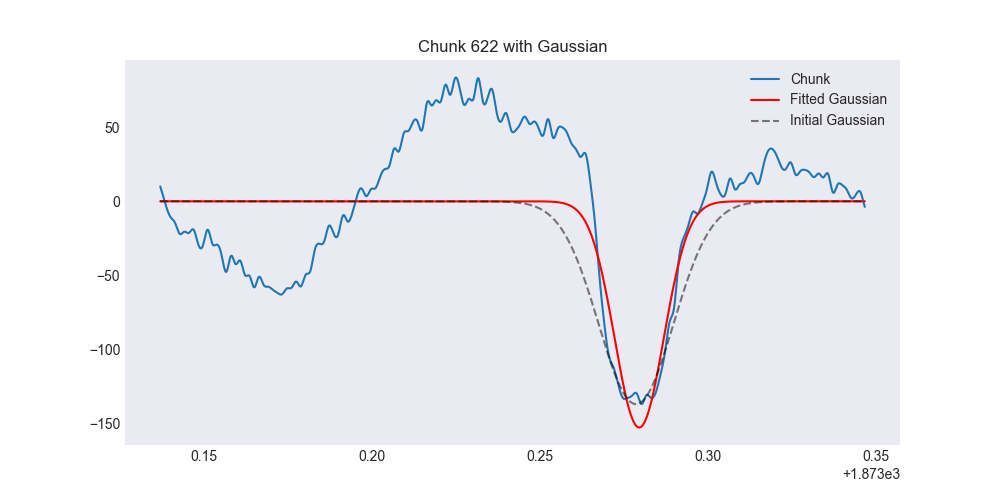 Chunk 622 with Gaussian
Chunk
Fitted Gaussian
Initial Gaussian
50
0
−50
−100
−150
0.15 0.20 0.25 0.30 0.35
+1.873e3